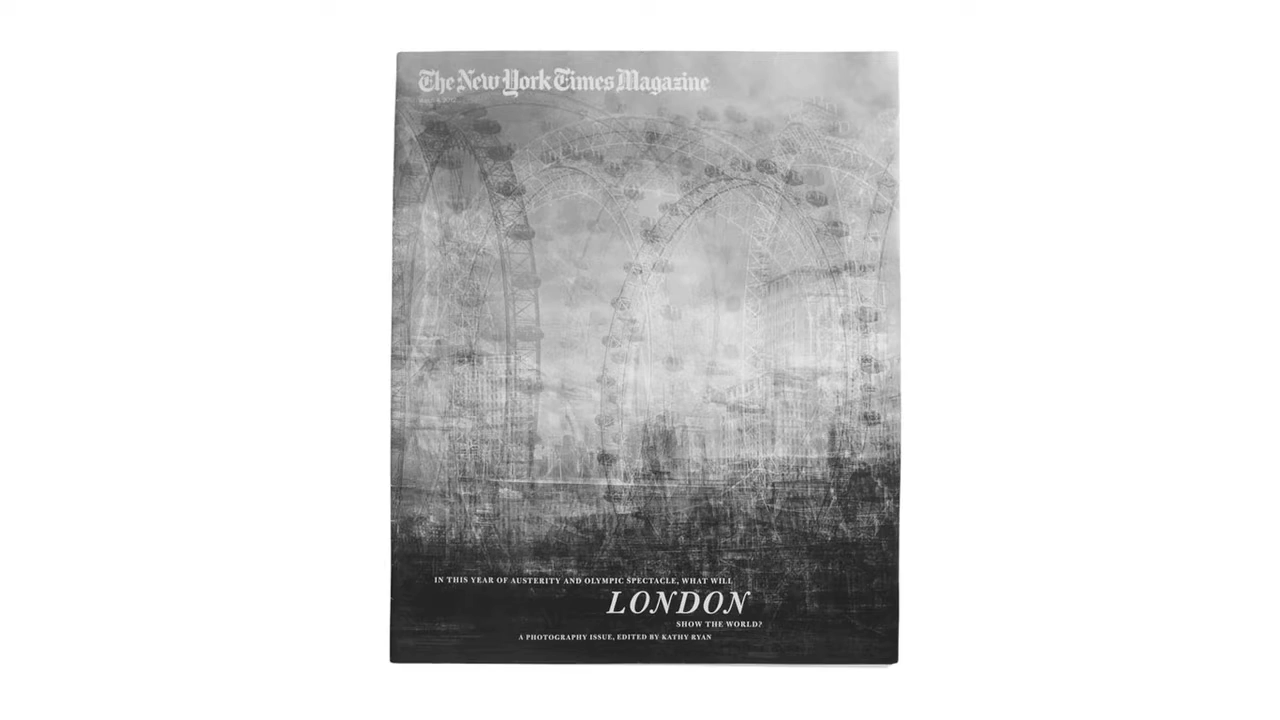 The New York Times Magazine
IN THIS YEAR OF AUSTERITY AND OLYMPIC SPECTACLE, WHAT WILL
LONDON
SHOW THE WORLD?
A PHOTOGRAPHY ISSUE, EDITED BY KATHY RYAN